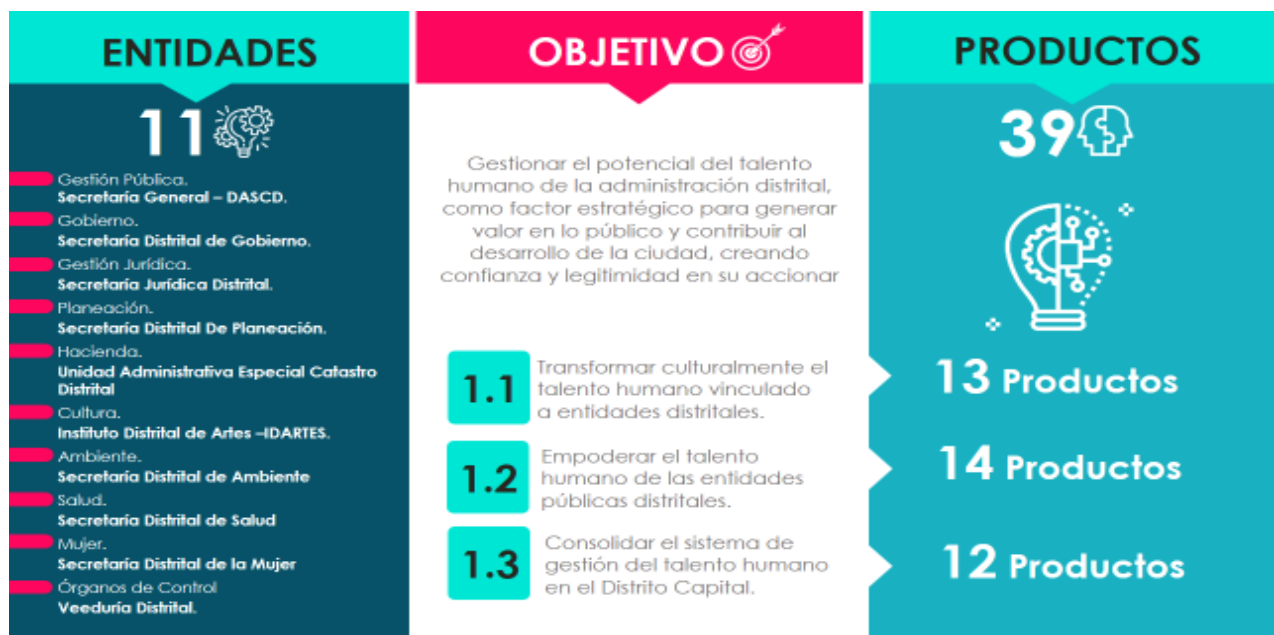 ENTIDADES
11
Gestión Pública.
Secretaría General – DASCD.
Gobierno.
Secretaría Distrital de Gobierno.
Gestión Jurídica.
Secretaría Jurídica Distrital.
Planeación.
Secretaría Distrital De Planeación.
Hacienda.
Unidad Administrativa Especial Catastro
Distrital
Cultura.
Instituto Distrital de Artes –IDARTES.
Ambiente.
Secretaría Distrital de Ambiente
Salud.
Secretaría Distrital de Salud
Mujer.
Secretaría Distrital de la Mujer
Órganos de Control
Veeduría Distrital.
OBJETIVO
Gestionar el potencial del talento
humano de la administración distrital,
como factor estratégico para generar
valor en lo público y contribuir al
desarrollo de la ciudad, creando
confianza y legitimidad en su accionar
1.1
Transformar culturalmente el
talento humano vinculado
a entidades distritales.
1.2
Empoderar el talento
humano de las entidades
públicas distritales.
1.3
Consolidar el sistema de
gestión del talento humano
en el Distrito Capital.
PRODUCTOS
39
13 Productos
14 Productos
12 Productos